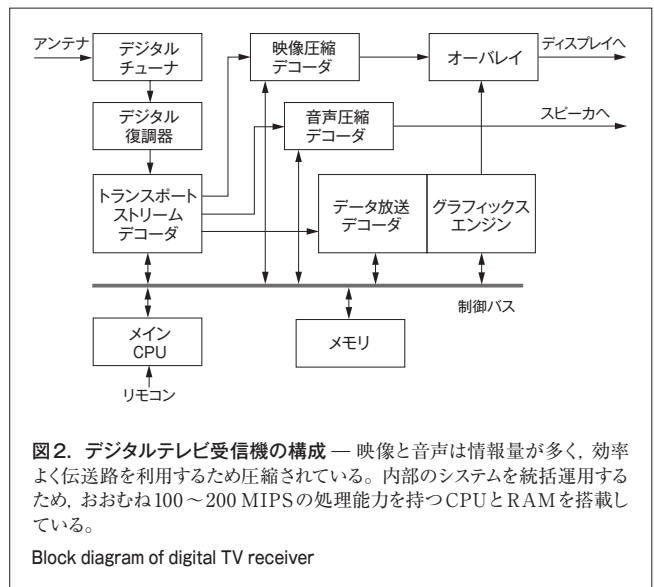 アンテナ
デジタル
チューナ
映像圧縮
デコーダ
オーバレイ
ディスプレイへ
デジタル
復調器
音声圧縮
デコーダ
スピーカへ
トランスポート
ストリーム
デコーダ
データ放送
デコーダ
グラフィックス
エンジン
制御バス
メイン
CPU
メモリ
リモコン
図2. デジタルテレビ受信機の構成 — 映像と音声は情報量が多く,効率
よく伝送路を利用するため圧縮されている。内部のシステムを統括運用する
ため,おおむね100~200 MIPSの処理能力を持つCPUとRAMを搭載し
ている。
Block diagram of digital TV receiver